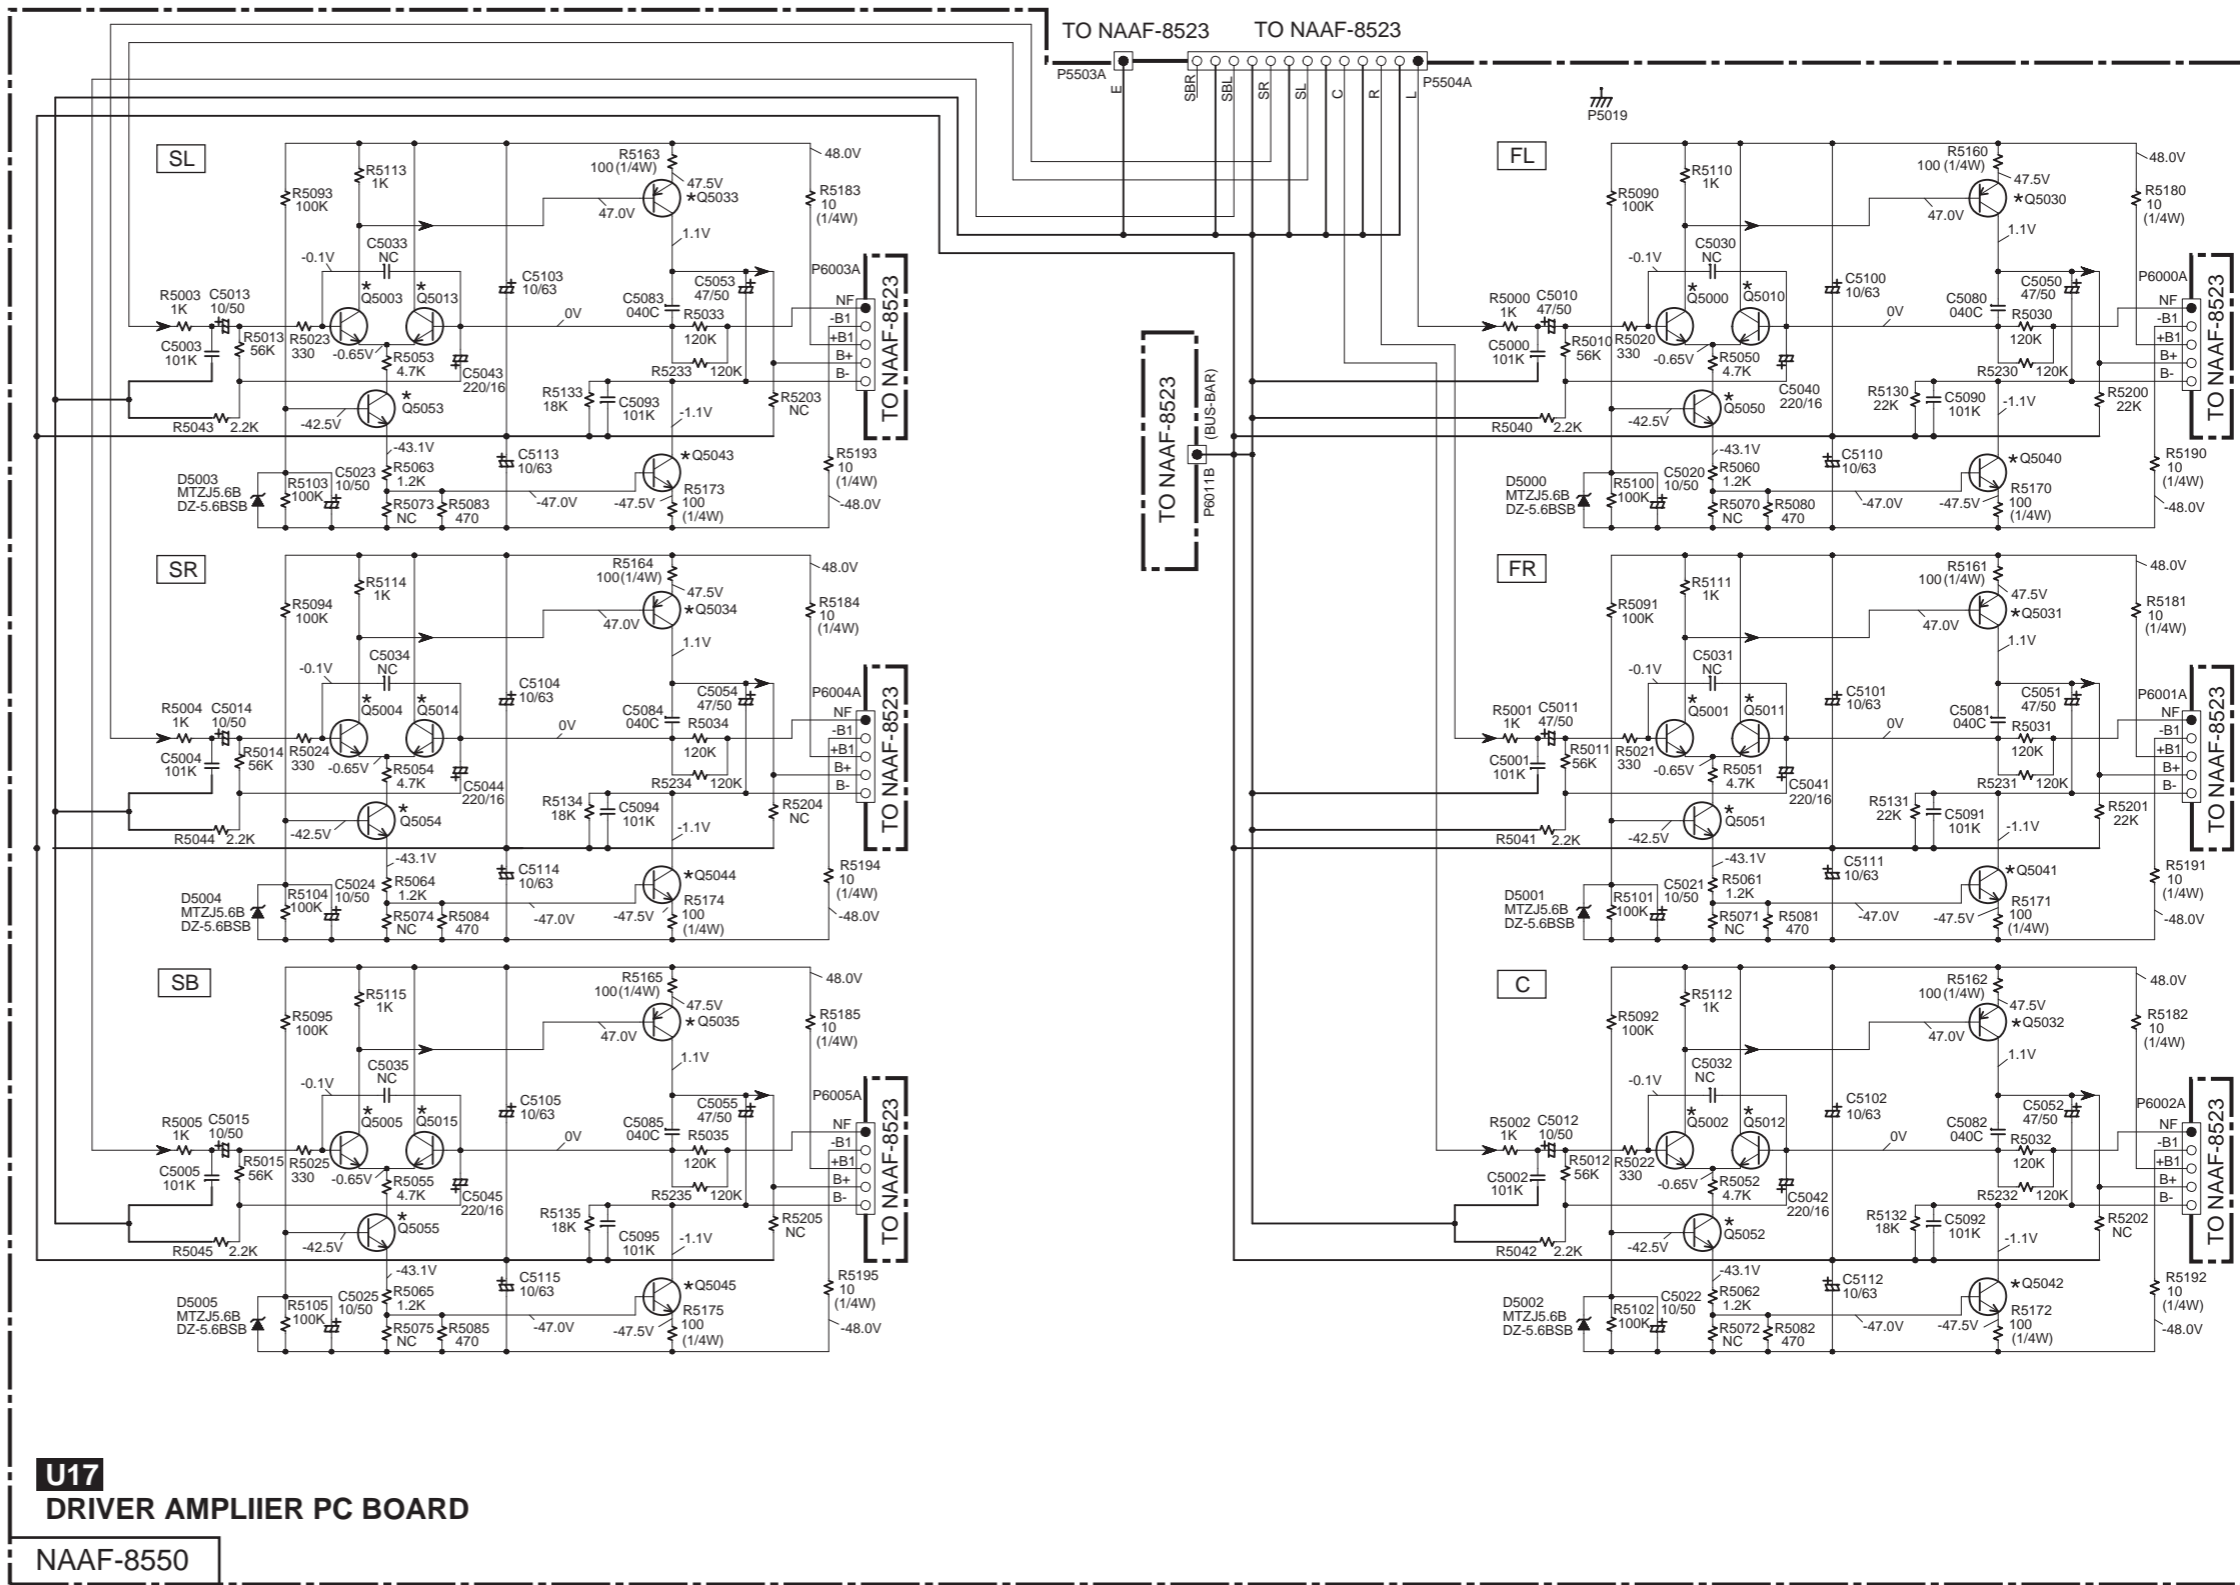 TO NAAF-8523 TO NAAF-8523
P5503A
P5504A
E
SBR
SBL
SR
SL
C
R
L
P5019
SL
R5093
100K
R5113
1K
R5163
100 (1/4W)
48.0V
47.5V
*Q5033
47.0V
1.1V
R5183
10
(1/4W)
C5033
NC
-0.1V
*
Q5003
*
Q5013
C5103
10/63
C5083
040C
C5053
47/50
P6003A
R5003
1K
C5013
10/50
C5003
101K
R5013
56K
R5023
330
-0.65V
R5053
4.7K
C5043
220/16
0V
R5033
120K
R5233
120K
NF
-B1
+B1
B+
B-
TO NAAF-8523
R5043
2.2K
-42.5V
*
Q5053
R5133
18K
C5093
101K
-1.1V
R5203
NC
-43.1V
C5113
10/63
*Q5043
R5193
10
(1/4W)
D5003
MTZJ5.6B
DZ-5.6BSB
R5103
100K
C5023
10/50
R5063
1.2K
R5073
NC
R5083
470
-47.0V
-47.5V
R5173
100
(1/4W)
-48.0V
SR
R5094
100K
R5114
1K
R5164
100 (1/4W)
48.0V
47.5V
*Q5034
47.0V
1.1V
R5184
10
(1/4W)
C5034
NC
-0.1V
*
Q5004
*
Q5014
C5104
10/63
C5084
040C
C5054
47/50
P6004A
R5004
1K
C5014
10/50
C5004
101K
R5014
56K
R5024
330
-0.65V
R5054
4.7K
C5044
220/16
0V
R5034
120K
R5234
120K
NF
-B1
+B1
B+
B-
TO NAAF-8523
R5044
2.2K
-42.5V
*
Q5054
R5134
18K
C5094
101K
-1.1V
R5204
NC
-43.1V
C5114
10/63
*Q5044
R5194
10
(1/4W)
D5004
MTZJ5.6B
DZ-5.6BSB
R5104
100K
C5024
10/50
R5064
1.2K
R5074
NC
R5084
470
-47.0V
-47.5V
R5174
100
(1/4W)
-48.0V
SB
R5095
100K
R5115
1K
R5165
100 (1/4W)
48.0V
47.5V
*Q5035
47.0V
1.1V
R5185
10
(1/4W)
C5035
NC
-0.1V
*
Q5005
*
Q5015
C5105
10/63
C5085
040C
C5055
47/50
P6005A
R5005
1K
C5015
10/50
C5005
101K
R5015
56K
R5025
330
-0.65V
R5055
4.7K
C5045
220/16
0V
R5035
120K
R5235
120K
NF
-B1
+B1
B+
B-
TO NAAF-8523
R5045
2.2K
-42.5V
*
Q5055
R5135
18K
C5095
101K
-1.1V
R5205
NC
-43.1V
C5115
10/63
*Q5045
R5195
10
(1/4W)
D5005
MTZJ5.6B
DZ-5.6BSB
R5105
100K
C5025
10/50
R5065
1.2K
R5075
NC
R5085
470
-47.0V
-47.5V
R5175
100
(1/4W)
-48.0V
TO NAAF-8523
P6011B
(BUS-BAR)
FL
R5090
100K
R5110
1K
R5160
100 (1/4W)
48.0V
47.5V
*Q5030
47.0V
1.1V
R5180
10
(1/4W)
C5030
NC
-0.1V
*
Q5000
*
Q5010
C5100
10/63
C5080
040C
C5050
47/50
P6000A
R5000
1K
C5010
47/50
C5000
101K
R5010
56K
R5020
330
-0.65V
R5050
4.7K
C5040
220/16
0V
R5030
120K
R5230
120K
NF
-B1
+B1
B+
B-
TO NAAF-8523
R5040
2.2K
-42.5V
*
Q5050
R5130
22K
C5090
101K
-1.1V
R5200
22K
-43.1V
C5110
10/63
*Q5040
R5190
10
(1/4W)
D5000
MTZJ5.6B
DZ-5.6BSB
R5100
100K
C5020
10/50
R5060
1.2K
R5070
NC
R5080
470
-47.0V
-47.5V
R5170
100
(1/4W)
-48.0V
FR
R5091
100K
R5111
1K
R5161
100 (1/4W)
48.0V
47.5V
*Q5031
47.0V
1.1V
R5181
10
(1/4W)
C5031
NC
-0.1V
*
Q5001
*
Q5011
C5101
10/63
C5081
040C
C5051
47/50
P6001A
R5001
1K
C5011
47/50
C5001
101K
R5011
56K
R5021
330
-0.65V
R5051
4.7K
C5041
220/16
0V
R5031
120K
R5231
120K
NF
-B1
+B1
B+
B-
TO NAAF-8523
R5041
2.2K
-42.5V
*
Q5051
R5131
22K
C5091
101K
-1.1V
R5201
22K
-43.1V
C5111
10/63
*Q5041
R5191
10
(1/4W)
D5001
MTZJ5.6B
DZ-5.6BSB
R5101
100K
C5021
10/50
R5061
1.2K
R5071
NC
R5081
470
-47.0V
-47.5V
R5171
100
(1/4W)
-48.0V
C
R5092
100K
R5112
1K
R5162
100 (1/4W)
48.0V
47.5V
*Q5032
47.0V
1.1V
R5182
10
(1/4W)
C5032
NC
-0.1V
*
Q5002
*
Q5012
C5102
10/63
C5082
040C
C5052
47/50
P6002A
R5002
1K
C5012
10/50
C5002
101K
R5012
56K
R5022
330
-0.65V
R5052
4.7K
C5042
220/16
0V
R5032
120K
R5232
120K
NF
-B1
+B1
B+
B-
TO NAAF-8523
R5042
2.2K
-42.5V
*
Q5052
R5132
18K
C5092
101K
-1.1V
R5202
NC
-43.1V
C5112
10/63
*Q5042
R5192
10
(1/4W)
D5002
MTZJ5.6B
DZ-5.6BSB
R5102
100K
C5022
10/50
R5062
1.2K
R5072
NC
R5082
470
-47.0V
-47.5V
R5172
100
(1/4W)
-48.0V
U17
DRIVER AMPLIIER PC BOARD
NAAF-8550